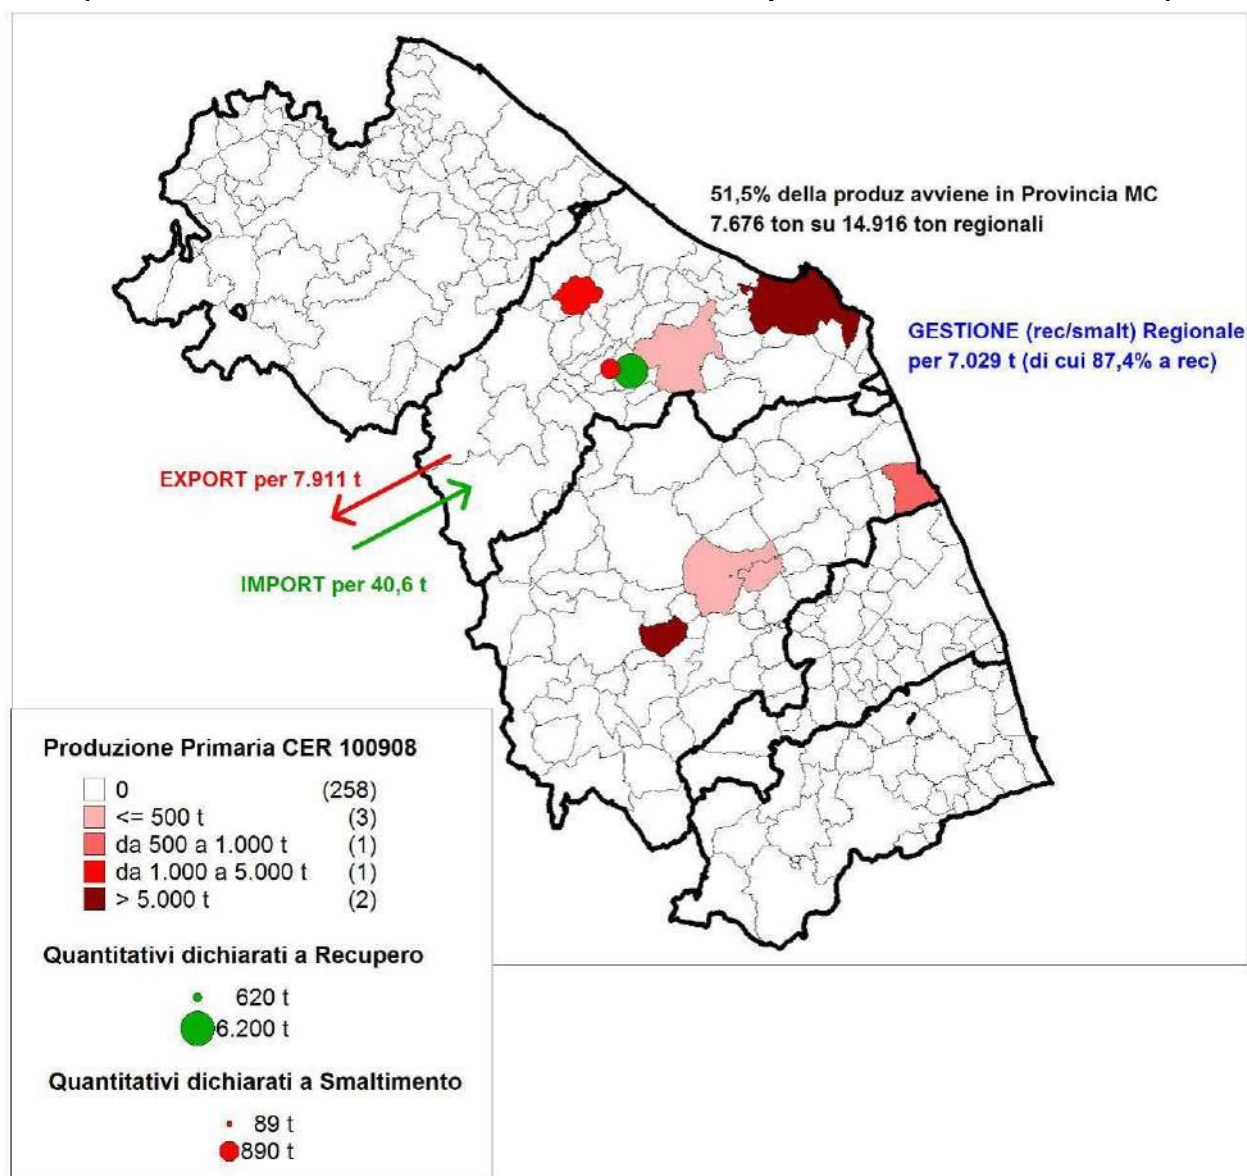 51,5% della produz avviene in Provincia MC
7.676 ton su 14.916 ton regionali
GESTIONE (rec/smalt) Regionale
per 7.029 t (di cui 87,4% a rec)
EXPORT per 7.911 t
IMPORT per 40,6 t
Produzione Primaria CER 100908
0 (258)
<= 500 t (3)
da 500 a 1.000 t (1)
da 1.000 a 5.000 t (1)
> 5.000 t (2)
Quantitativi dichiarati a Recupero
620 t
6.200 t
Quantitativi dichiarati a Smaltimento
89 t
890 t